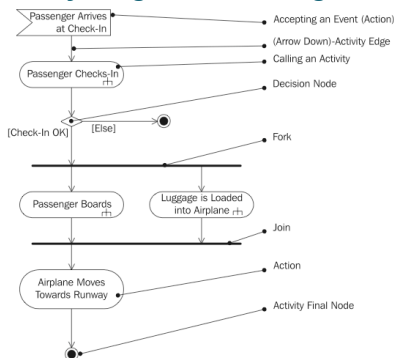 Passenger Arrives
at Check-In
Accepting an Event (Action)
(Arrow Down)-Activity Edge
Passenger Checks-In
Calling an Activity
Decision Node
[Check-In OK]
[Else]
Fork
Passenger Boards
Luggage is Loaded
into Airplane
Join
Airplane Moves
Towards Runway
Action
Activity Final Node